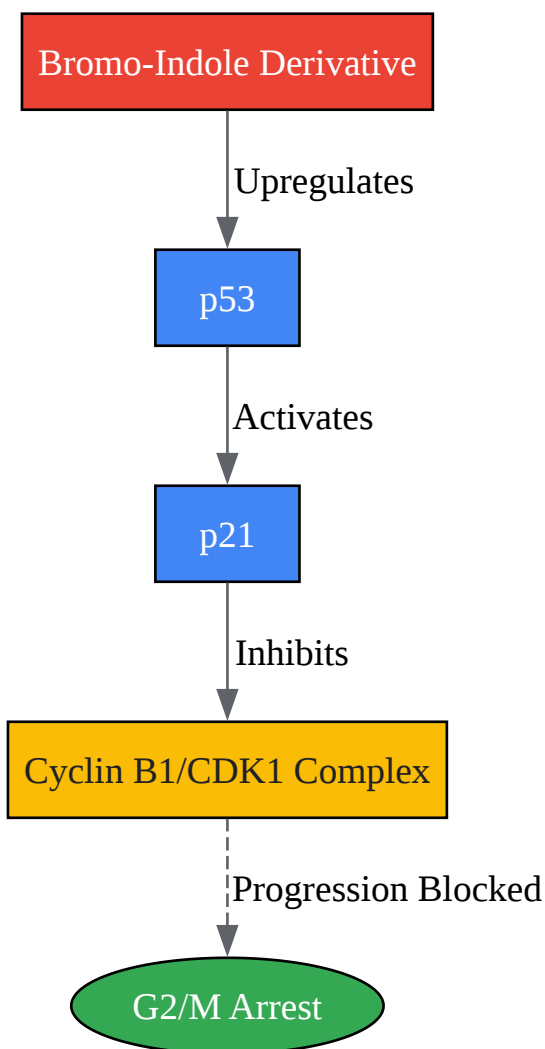 Bromo-Indole Derivative
Upregulates
p53
Activates
p21
Inhibits
Cyclin B1/CDK1 Complex
Progression Blocked
G2/M Arrest